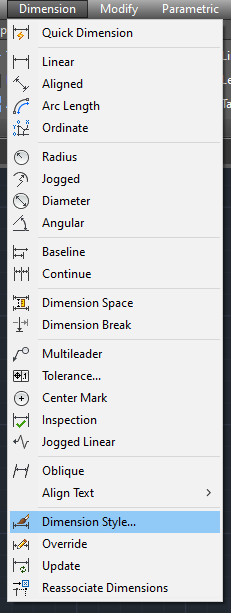 Dimension Modify Parametric
Quick Dimension
Linear
Aligned
Arc Length
Ordinate
Radius
Jogged
Diameter
Angular
Baseline
Continue
Dimension Space
Dimension Break
Multileader
Tolerance...
Center Mark
Inspection
Jogged Linear
Oblique
Align Text
Dimension Style...
Override
Update
Reassociate Dimensions